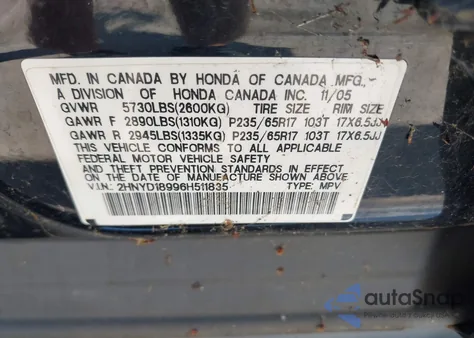 MFD. IN CANADA BY HONDA OF CANADA MFG.,
A DIVISION OF HONDA CANADA INC. 11/05
GVWR 5730LBS(2600KG) TIRE SIZE RIM SIZE
GAWR F 2890LBS(1310KG) P235/65R17 103T 17X6.5JJ
GAWR R 2945LBS(1335KG) P235/65R17 103T 17X6.5JJ
THIS VEHICLE CONFORMS TO ALL APPLICABLE
FEDERAL MOTOR VEHICLE SAFETY
AND THEFT PREVENTION STANDARDS IN EFFECT
ON THE DATE OF MANUFACTURE SHOWN ABOVE.
V.I.N.: 2HNYD18996H511835 TYPE: MPV
autoSnap